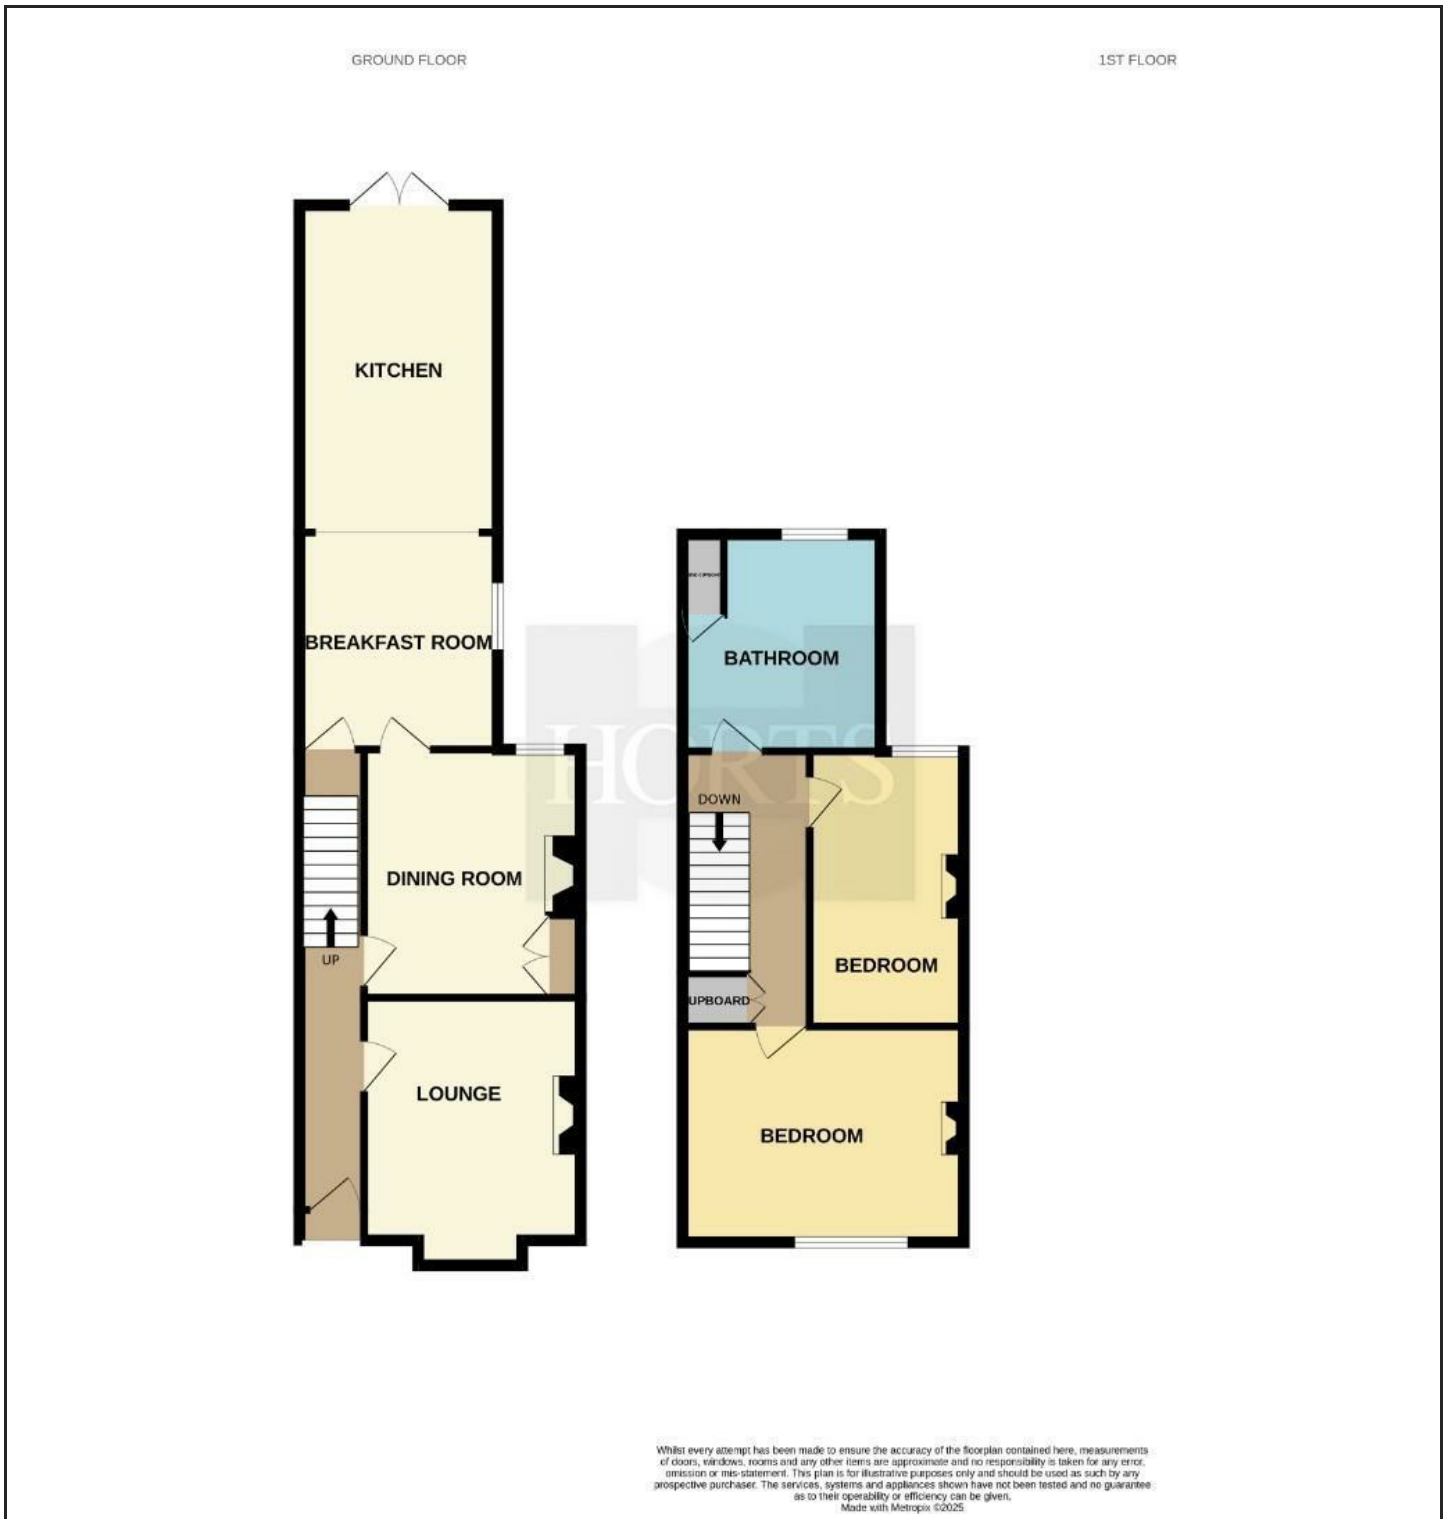 GROUND FLOOR
1ST FLOOR
KITCHEN
BREAKFAST ROOM
DINING ROOM
UP
LOUNGE
BATHROOM
HORTS
DOWN
BEDROOM
UPBOARD
BEDROOM
Whilst every attempt has been made to ensure the accuracy of the floorplan contained here, measurements
of doors, windows, rooms and any other items are approximate and no responsibility is taken for any error,
omission or mis-statement. This plan is for illustrative purposes only and should be used as such by any
prospective purchaser. The services, systems and appliances shown have not been tested and no guarantee
as to their operability or efficiency can be given.
Made with Metropix ©2025